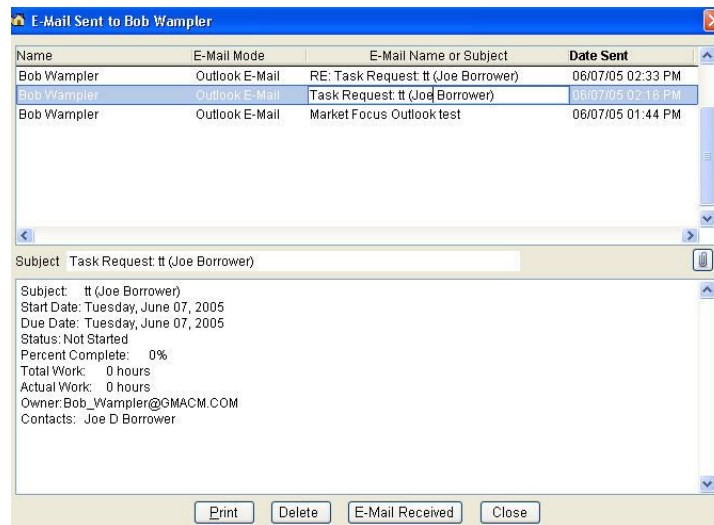 E-Mail Sent to Bob Wampler
Name E-Mail Mode E-Mail Name or Subject Date Sent
Bob Wampler Outlook E-Mail RE: Task Request: tt (Joe Borrower) 06/07/05 02:33 PM
Bob Wampler Outlook E-Mail Task Request: tt (Joe Borrower) 06/07/05 02:16 PM
Bob Wampler Outlook E-Mail Market Focus Outlook test 06/07/05 01:44 PM
Subject Task Request: tt (Joe Borrower)
Subject: tt (Joe Borrower)
Start Date: Tuesday, June 07, 2005
Due Date: Tuesday, June 07, 2005
Status: Not Started
Percent Complete: 0%
Total Work: 0 hours
Actual Work: 0 hours
Owner:Bob_Wampler@GMACM.COM
Contacts: Joe D Borrower
Print Delete E-Mail Received Close